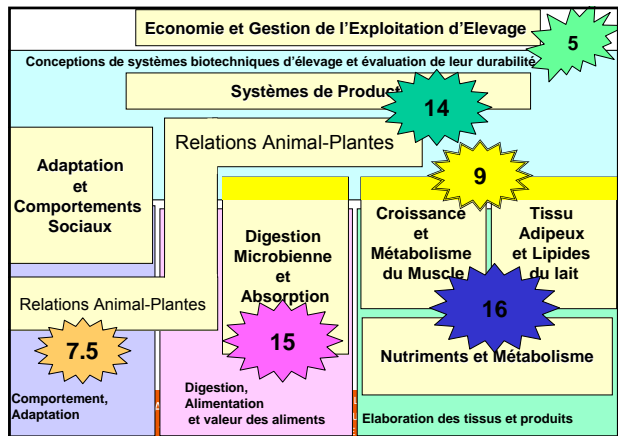 Economie et Gestion de l'Exploitation d'Elevage
5
Conceptions de systèmes biotechniques d'élevage et évaluation de leur durabilité
Systèmes de Product
14
Relations Animal-Plantes
Adaptation
et
Comportements
Sociaux
9
Croissance
et
Métabolisme
du Muscle
Tissu
Adipeux
et Lipides
du lait
Digestion
Microbienne
et
Absorption
Relations Animal-Plantes
7.5
15
16
Nutriments et Métabolisme
Comportement,
Adaptation
Digestion,
Alimentation
et valeur des aliments
Elaboration des tissus et produits